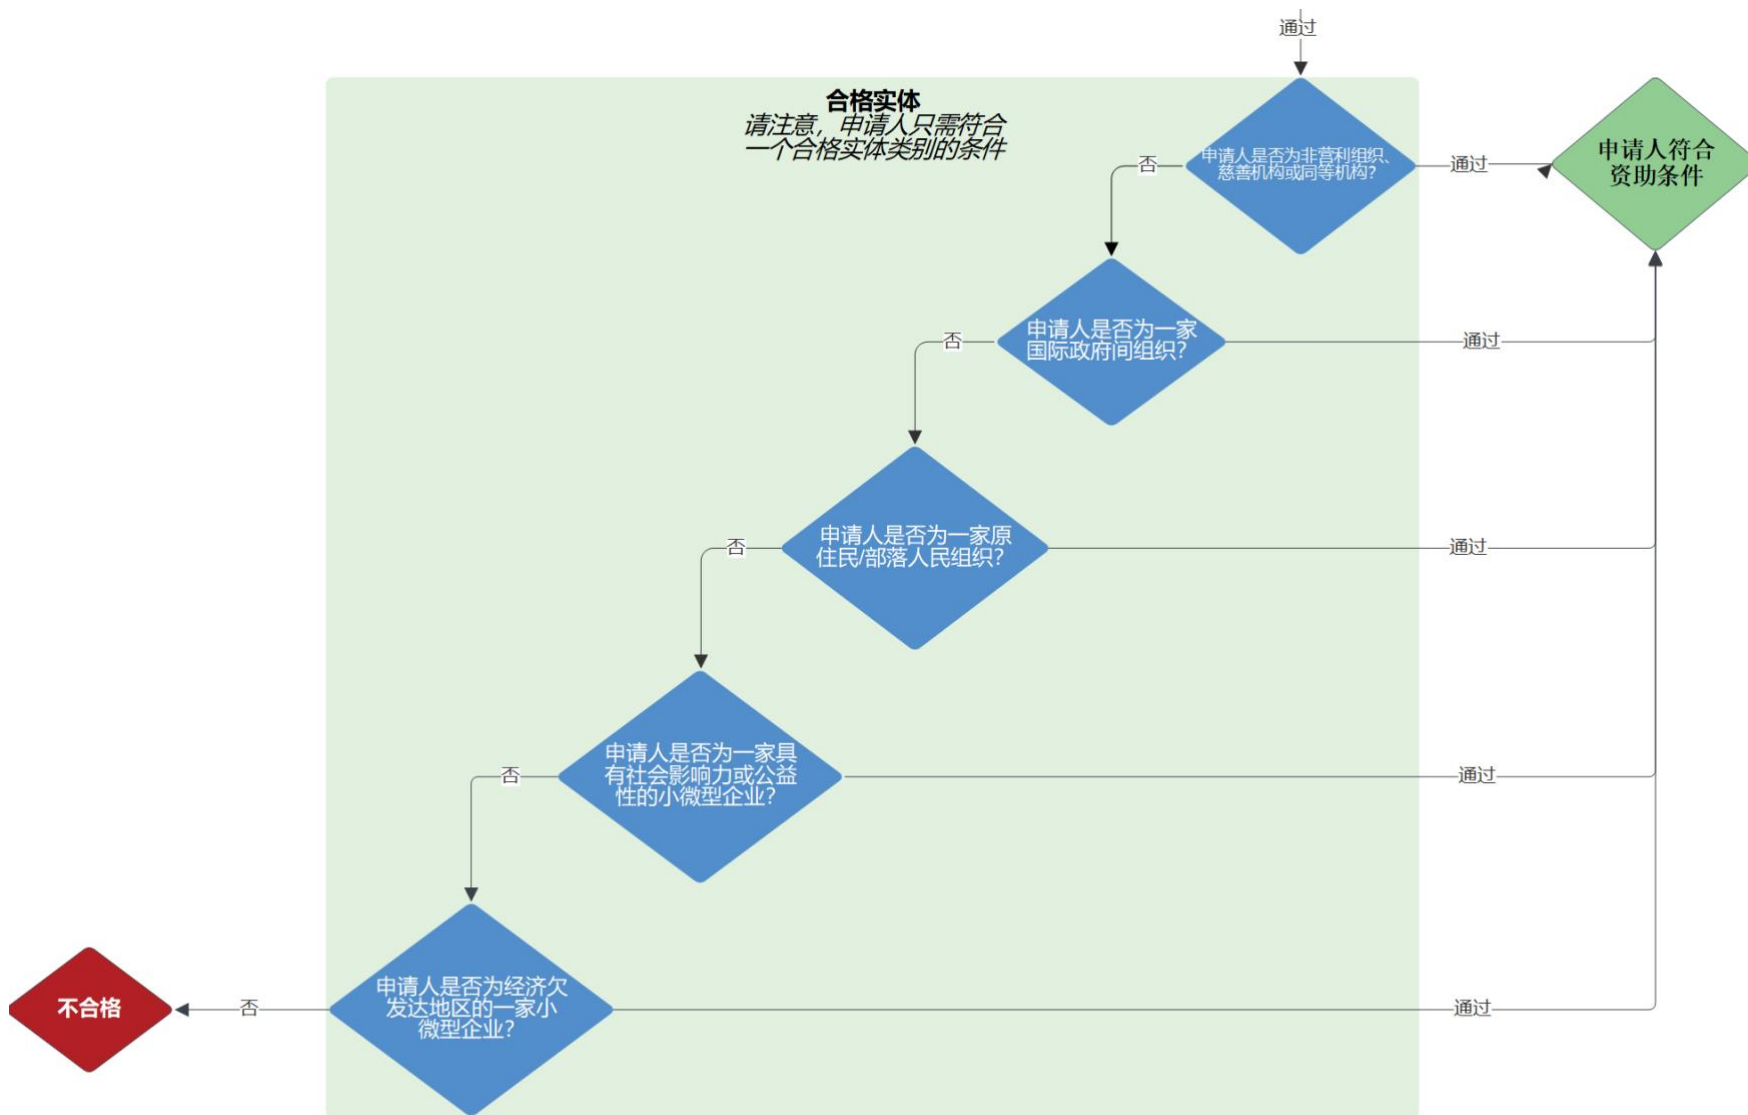 通过
合格实体
请注意，申请人只需符合
一个合格实体类别的条件
申请人是否为非营利组织、
慈善机构或同等机构？
否
通过
申请人符合
资助条件
申请人是否为一家
国际政府间组织？
否
通过
申请人是否为一家原
住民/部落人民组织？
否
通过
申请人是否为一家具
有社会影响力或公益
性的小微型企业？
否
通过
申请人是否为经济欠
发达地区的一家小
微型企业？
否
通过
不合格